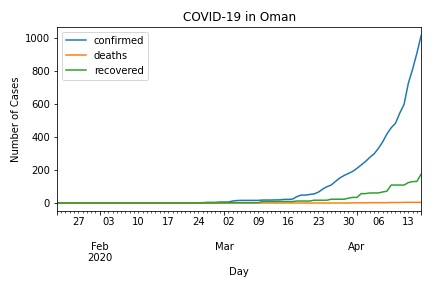 COVID-19 in Oman
confirmed
deaths
recovered
Number of Cases
1000
800
600
400
200
0
27 03 10 17 24 02 09 16 23 30 06 13
Feb Mar Apr
2020
Day